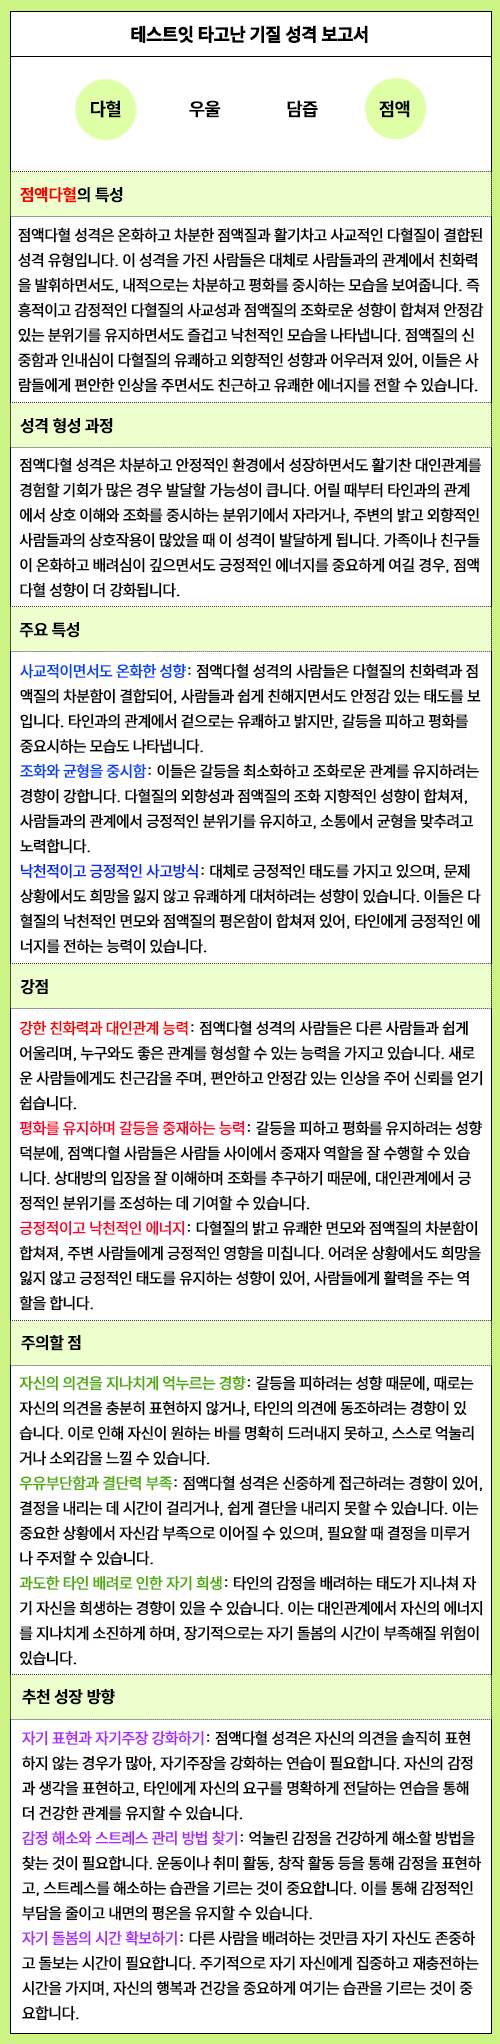 테스트잇 타고난 기질 성격 보고서
다혈 우울 담즙 점액
점액다혈의 특성
점액다혈 성격은 온화하고 차분한 점액질과 활기차고 사교적인 다혈질이 결합된
성격 유형입니다. 이 성격을 가진 사람들은 대체로 사람들과의 관계에서 친화력
을 발휘하면서도, 내적으로는 차분하고 평화를 중시하는 모습을 보여줍니다. 즉
흥적이고 감정적인 다혈질의 사교성과 점액질의 조화로운 성향이 합쳐져 안정감
있는 분위기를 유지하면서도 즐겁고 낙천적인 모습을 나타냅니다. 점액질의 신
중함과 인내심이 다혈질의 유쾌하고 외향적인 성향과 어우러져 있어, 이들은 사
람들에게 편안한 인상을 주면서도 친근하고 유쾌한 에너지를 전할 수 있습니다.
성격 형성 과정
점액다혈 성격은 차분하고 안정적인 환경에서 성장하면서도 활기찬 대인관계를
경험할 기회가 많은 경우 발달할 가능성이 큽니다. 어릴 때부터 타인과의 관계
에서 상호 이해와 조화를 중시하는 분위기에서 자라거나, 주변의 밝고 외향적인
사람들과의 상호작용이 많았을 때 이 성격이 발달하게 됩니다. 가족이나 친구들
이 온화하고 배려심이 깊으면서도 긍정적인 에너지를 중요하게 여길 경우, 점액
다혈 성향이 더 강화됩니다.
주요 특성
사교적이면서도 온화한 성향: 점액다혈 성격의 사람들은 다혈질의 친화력과 점
액질의 차분함이 결합되어, 사람들과 쉽게 친해지면서도 안정감 있는 태도를 보
입니다. 타인과의 관계에서 겉으로는 유쾌하고 밝지만, 갈등을 피하고 평화를
중요시하는 모습도 나타냅니다.
조화와 균형을 중시함: 이들은 갈등을 최소화하고 조화로운 관계를 유지하려는
경향이 강합니다. 다혈질의 외향성과 점액질의 조화 지향적인 성향이 합쳐져,
사람들과의 관계에서 긍정적인 분위기를 유지하고, 소통에서 균형을 맞추려고
노력합니다.
낙천적이고 긍정적인 사고방식: 대체로 긍정적인 태도를 가지고 있으며, 문제
상황에서도 희망을 잃지 않고 유쾌하게 대처하려는 성향이 있습니다. 이들은 다
혈질의 낙천적인 면모와 점액질의 평온함이 합쳐져 있어, 타인에게 긍정적인 에
너지를 전하는 능력이 있습니다.
강점
강한 친화력과 대인관계 능력: 점액다혈 성격의 사람들은 다른 사람들과 쉽게
어울리며, 누구와도 좋은 관계를 형성할 수 있는 능력을 가지고 있습니다. 새로
운 사람들에게도 친근감을 주며, 편안하고 안정감 있는 인상을 주어 신뢰를 얻기
쉽습니다.
평화를 유지하며 갈등을 중재하는 능력: 갈등을 피하고 평화를 유지하려는 성향
덕분에, 점액다혈 사람들은 사람들 사이에서 중재자 역할을 잘 수행할 수 있습
니다. 상대방의 입장을 잘 이해하며 조화를 추구하기 때문에, 대인관계에서 긍
정적인 분위기를 조성하는 데 기여할 수 있습니다.
긍정적이고 낙천적인 에너지: 다혈질의 밝고 유쾌한 면모와 점액질의 차분함이
합쳐져, 주변 사람들에게 긍정적인 영향을 미칩니다. 어려운 상황에서도 희망을
잃지 않고 긍정적인 태도를 유지하는 성향이 있어, 사람들에게 활력을 주는 역
할을 합니다.
주의할 점
자신의 의견을 지나치게 억누르는 경향: 갈등을 피하려는 성향 때문에, 때로는
자신의 의견을 충분히 표현하지 않거나, 타인의 의견에 동조하려는 경향이 있
습니다. 이로 인해 자신이 원하는 바를 명확히 드러내지 못하고, 스스로 억눌리
거나 소외감을 느낄 수 있습니다.
우유부단함과 결단력 부족: 점액다혈 성격은 신중하게 접근하려는 경향이 있어,
결정을 내리는 데 시간이 걸리거나, 쉽게 결단을 내리지 못할 수 있습니다. 이는
중요한 상황에서 자신감 부족으로 이어질 수 있으며, 필요할 때 결정을 미루거
나 주저할 수 있습니다.
과도한 타인 배려로 인한 자기 희생: 타인의 감정을 배려하는 태도가 지나쳐 자
기 자신을 희생하는 경향이 있을 수 있습니다. 이는 대인관계에서 자신의 에너지
를 지나치게 소진하게 하며, 장기적으로는 자기 돌봄의 시간이 부족해질 위험이
있습니다.
추천 성장 방향
자기 표현과 자기주장 강화하기: 점액다혈 성격은 자신의 의견을 솔직히 표현
하지 않는 경우가 많아, 자기주장을 강화하는 연습이 필요합니다. 자신의 감정
과 생각을 표현하고, 타인에게 자신의 요구를 명확하게 전달하는 연습을 통해
더 건강한 관계를 유지할 수 있습니다.
감정 해소와 스트레스 관리 방법 찾기: 억눌린 감정을 건강하게 해소할 방법을
찾는 것이 필요합니다. 운동이나 취미 활동, 창작 활동 등을 통해 감정을 표현하
고, 스트레스를 해소하는 습관을 기르는 것이 중요합니다. 이를 통해 감정적인
부담을 줄이고 내면의 평온을 유지할 수 있습니다.
자기 돌봄의 시간 확보하기: 다른 사람을 배려하는 것만큼 자기 자신도 존중하
고 돌보는 시간이 필요합니다. 주기적으로 자기 자신에게 집중하고 재충전하는
시간을 가지며, 자신의 행복과 건강을 중요하게 여기는 습관을 기르는 것이 중
요합니다.